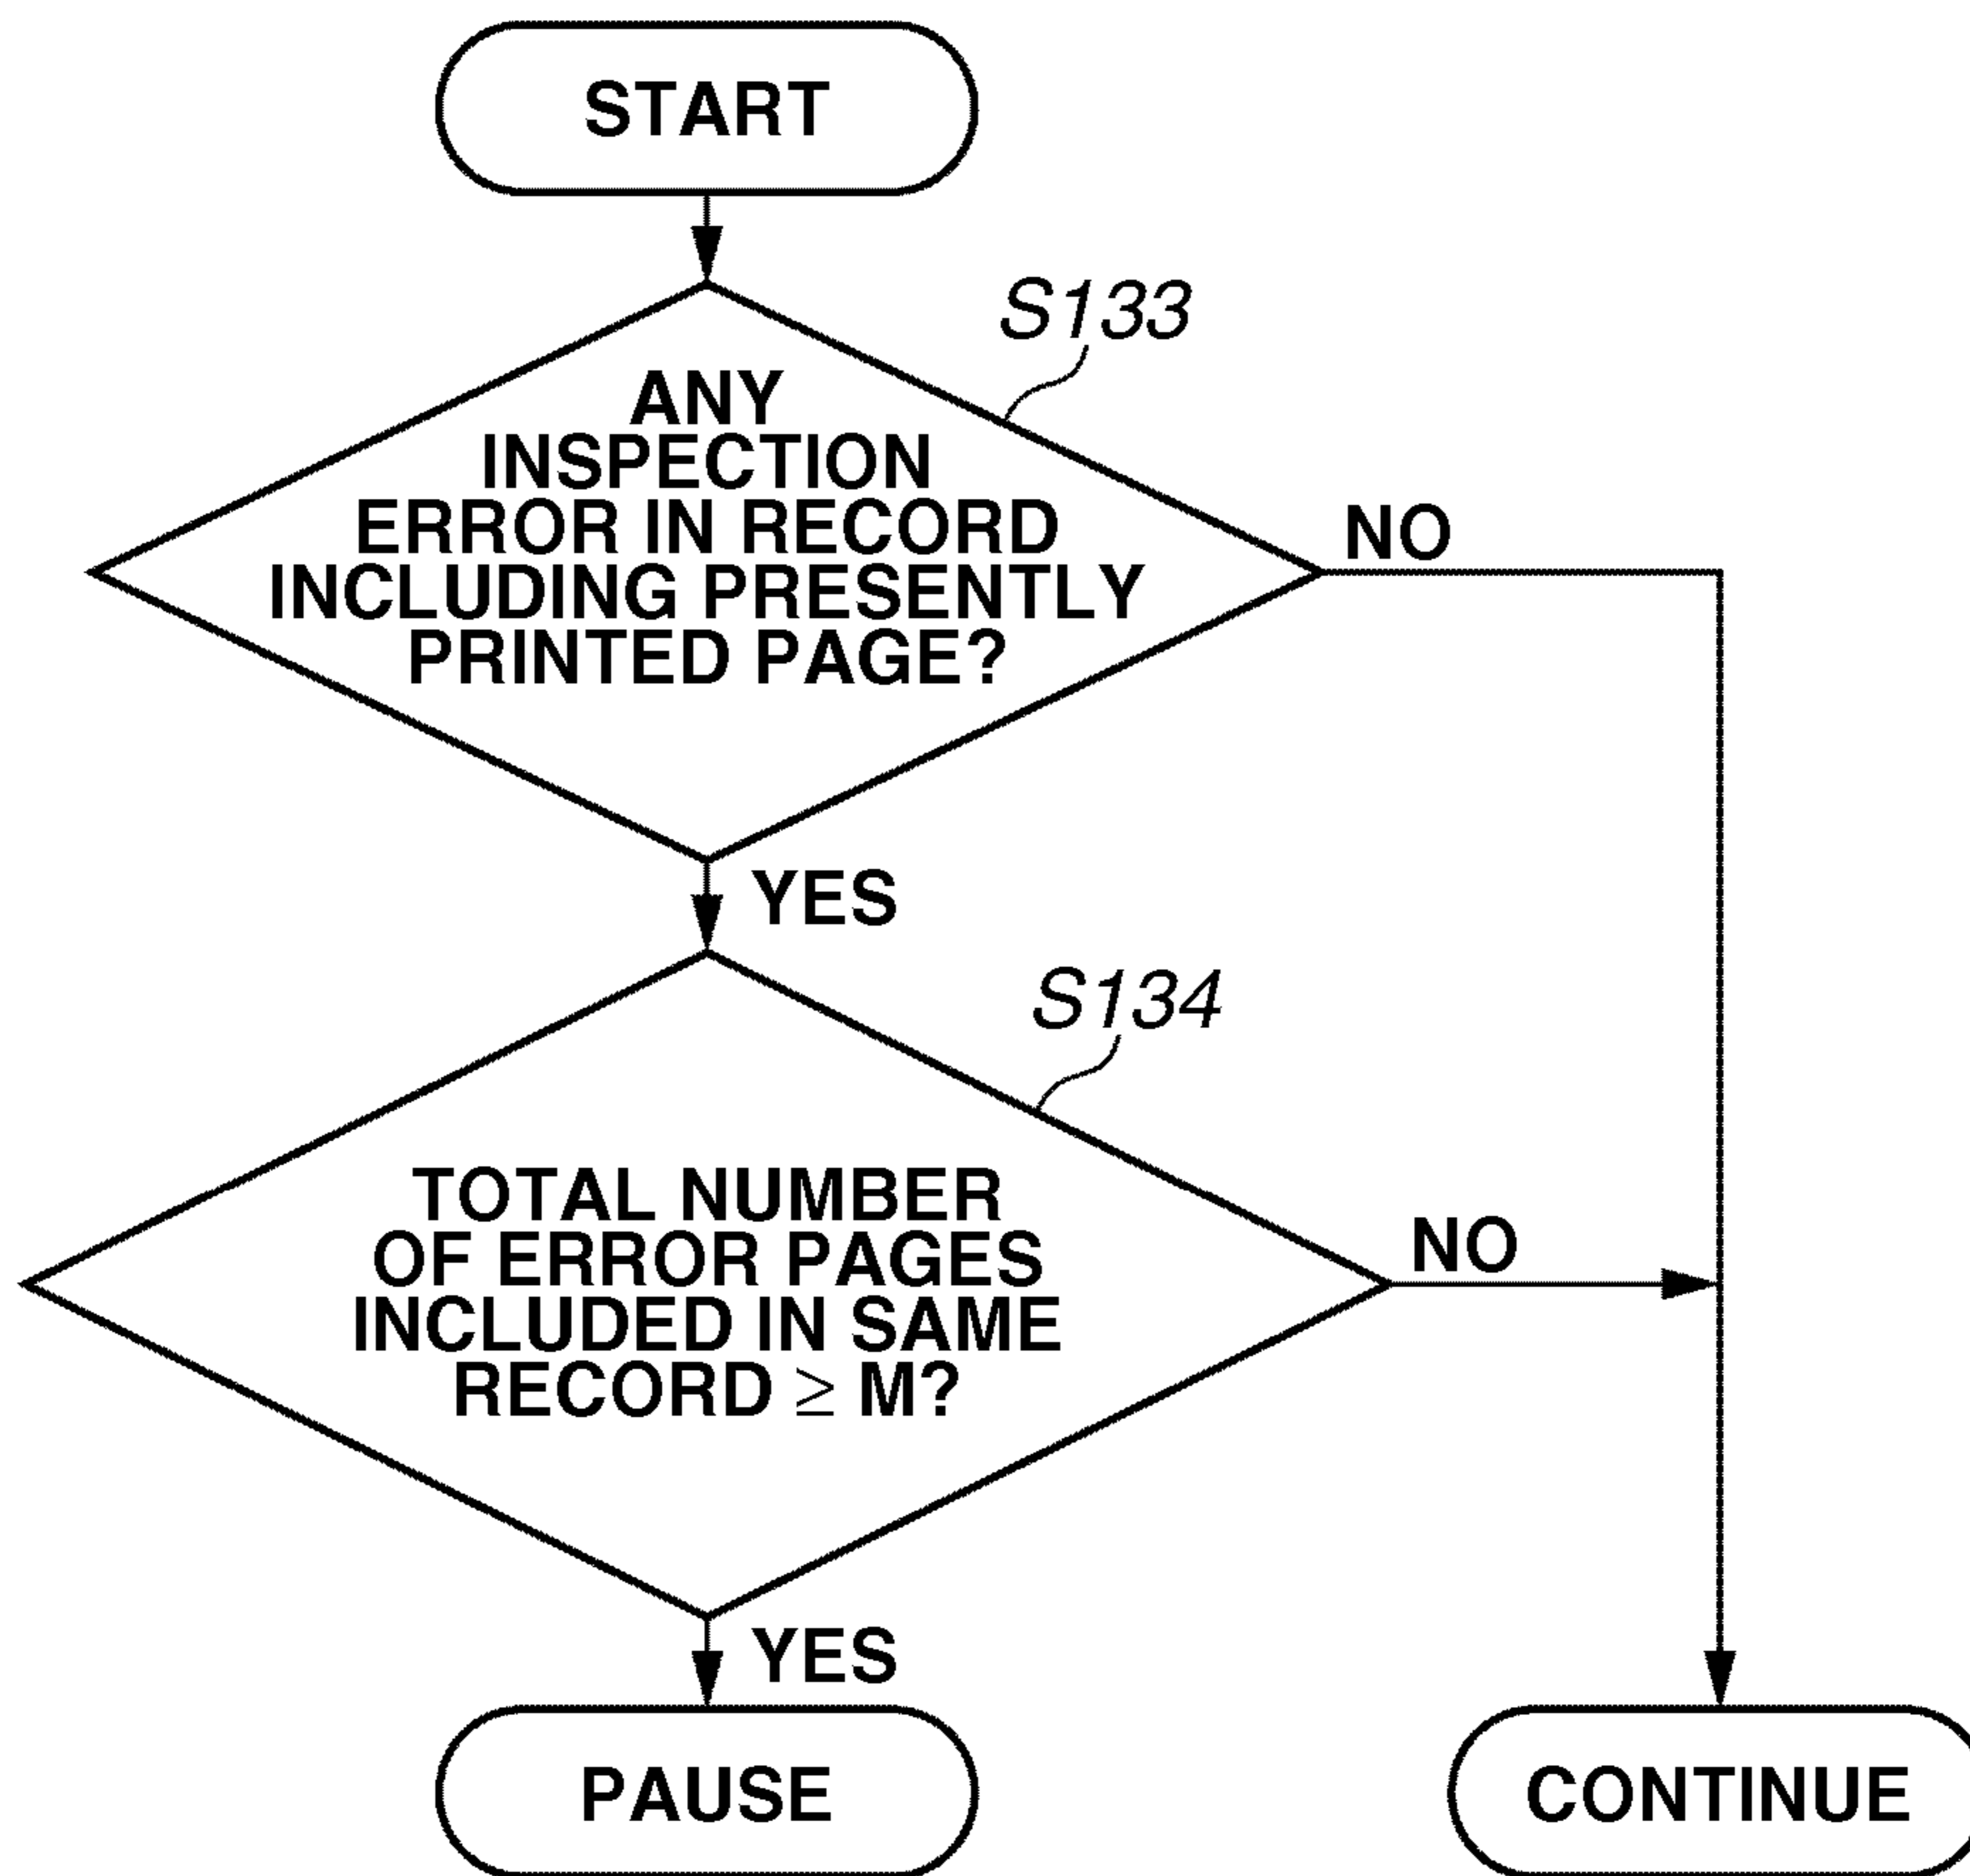 START
S133
ANY
INSPECTION
ERROR IN RECORD
INCLUDING PRESENTLY
PRINTED PAGE?
NO
YES
S134
TOTAL NUMBER
OF ERROR PAGES
INCLUDED IN SAME
RECORD ≥ M?
NO
YES
PAUSE
CONTINUE